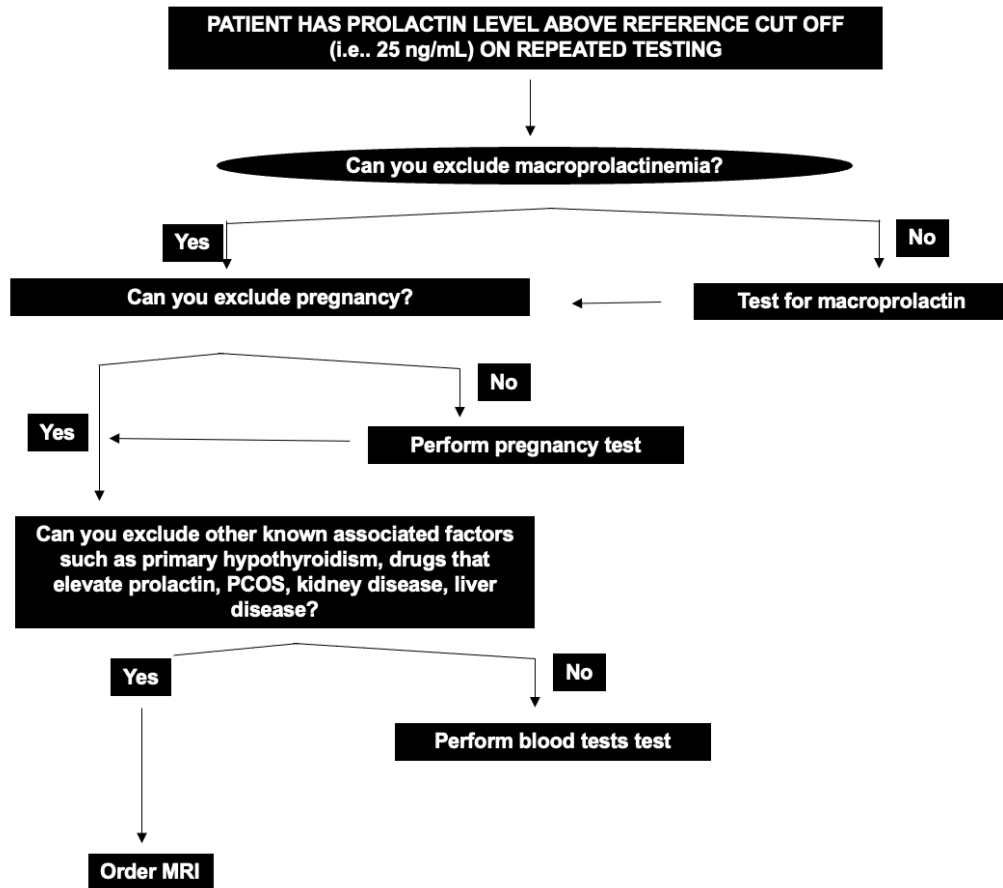 PATIENT HAS PROLACTIN LEVEL ABOVE REFERENCE CUT OFF
(i.e.. 25 ng/mL) ON REPEATED TESTING
Can you exclude macroprolactinemia?
Yes
No
Can you exclude pregnancy?
Test for macroprolactin
No
Yes
Perform pregnancy test
Can you exclude other known associated factors
such as primary hypothyroidism, drugs that
elevate prolactin, PCOS, kidney disease, liver
disease?
Yes
No
Perform blood tests test
Order MRI